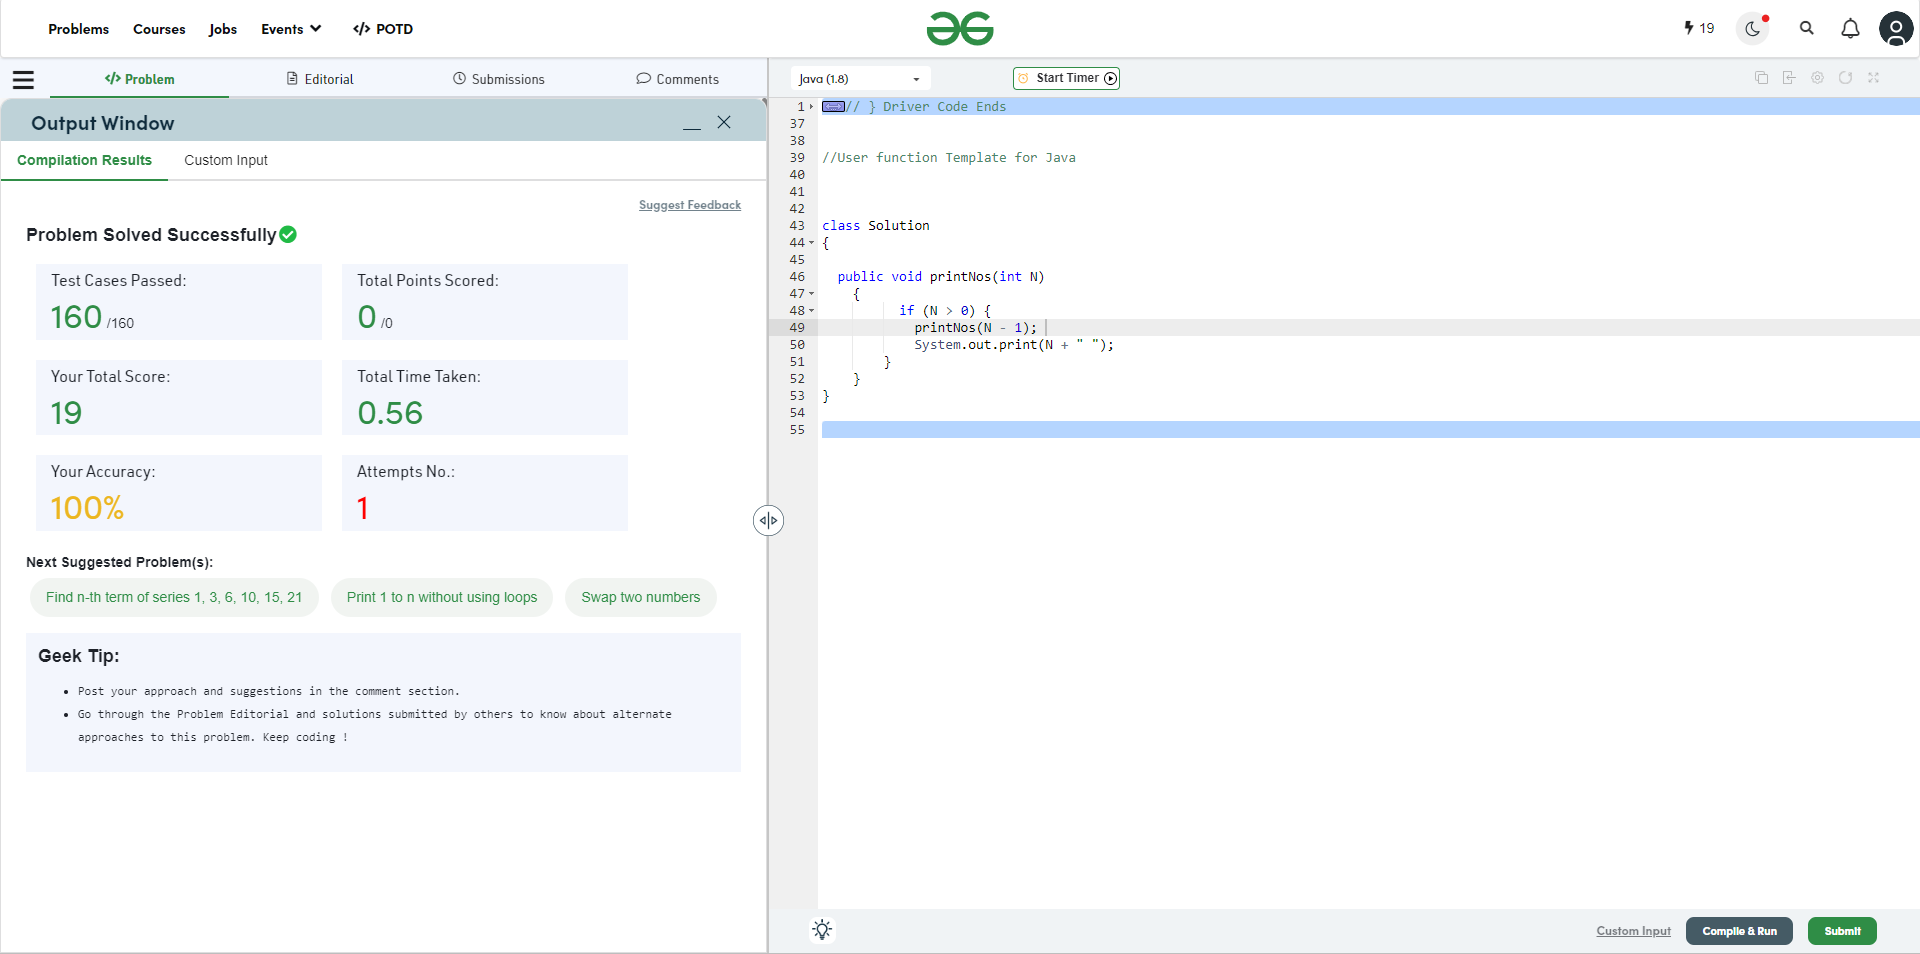 Problems Courses Jobs Events </> POTD
19
</> Problem Editorial Submissions Comments
Output Window
Compilation Results Custom Input
Suggest Feedback
Problem Solved Successfully
Test Cases Passed:
160 /160
Total Points Scored:
0 /0
Your Total Score:
19
Total Time Taken:
0.56
Your Accuracy:
100%
Attempts No.:
1
Next Suggested Problem(s):
Find n-th term of series 1, 3, 6, 10, 15, 21
Print 1 to n without using loops
Swap two numbers
Geek Tip:
• Post your approach and suggestions in the comment section.
• Go through the Problem Editorial and solutions submitted by others to know about alternate
approaches to this problem. Keep coding !
Java (1.8) Start Timer
1 // } Driver Code Ends
37
38
39 //User function Template for Java
40
41
42
43 class Solution
44 {
45
46 public void printNos(int N)
47 {
48 if (N > 0) {
49 printNos(N - 1);
50 System.out.print(N + " ");
51 }
52 }
53 }
54
55
Custom Input Compile & Run Submit